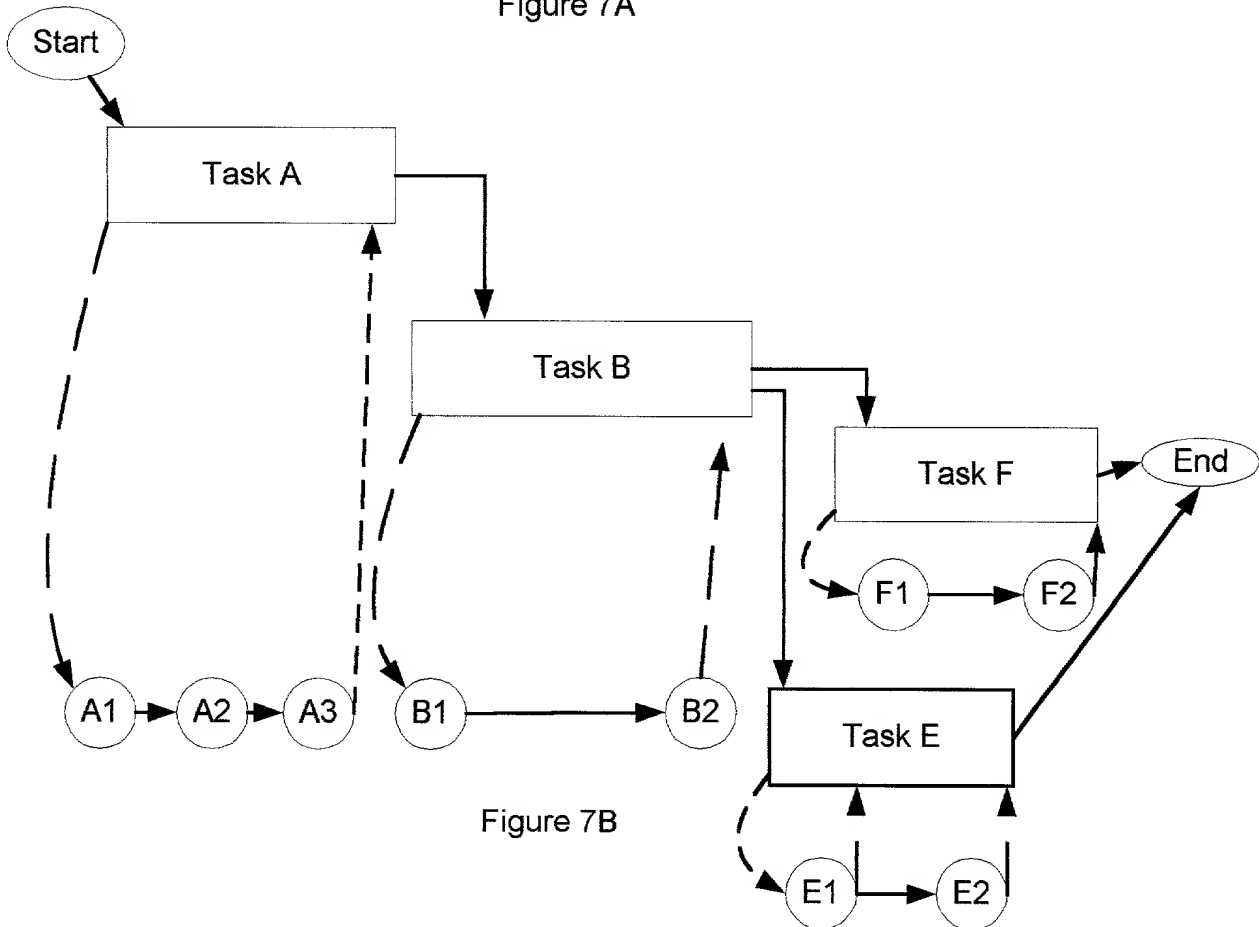 Figure 7A
Start
Task A
Task B
Task F
End
F1
F2
A1
A2
A3
B1
B2
Task E
Figure 7B
E1
E2